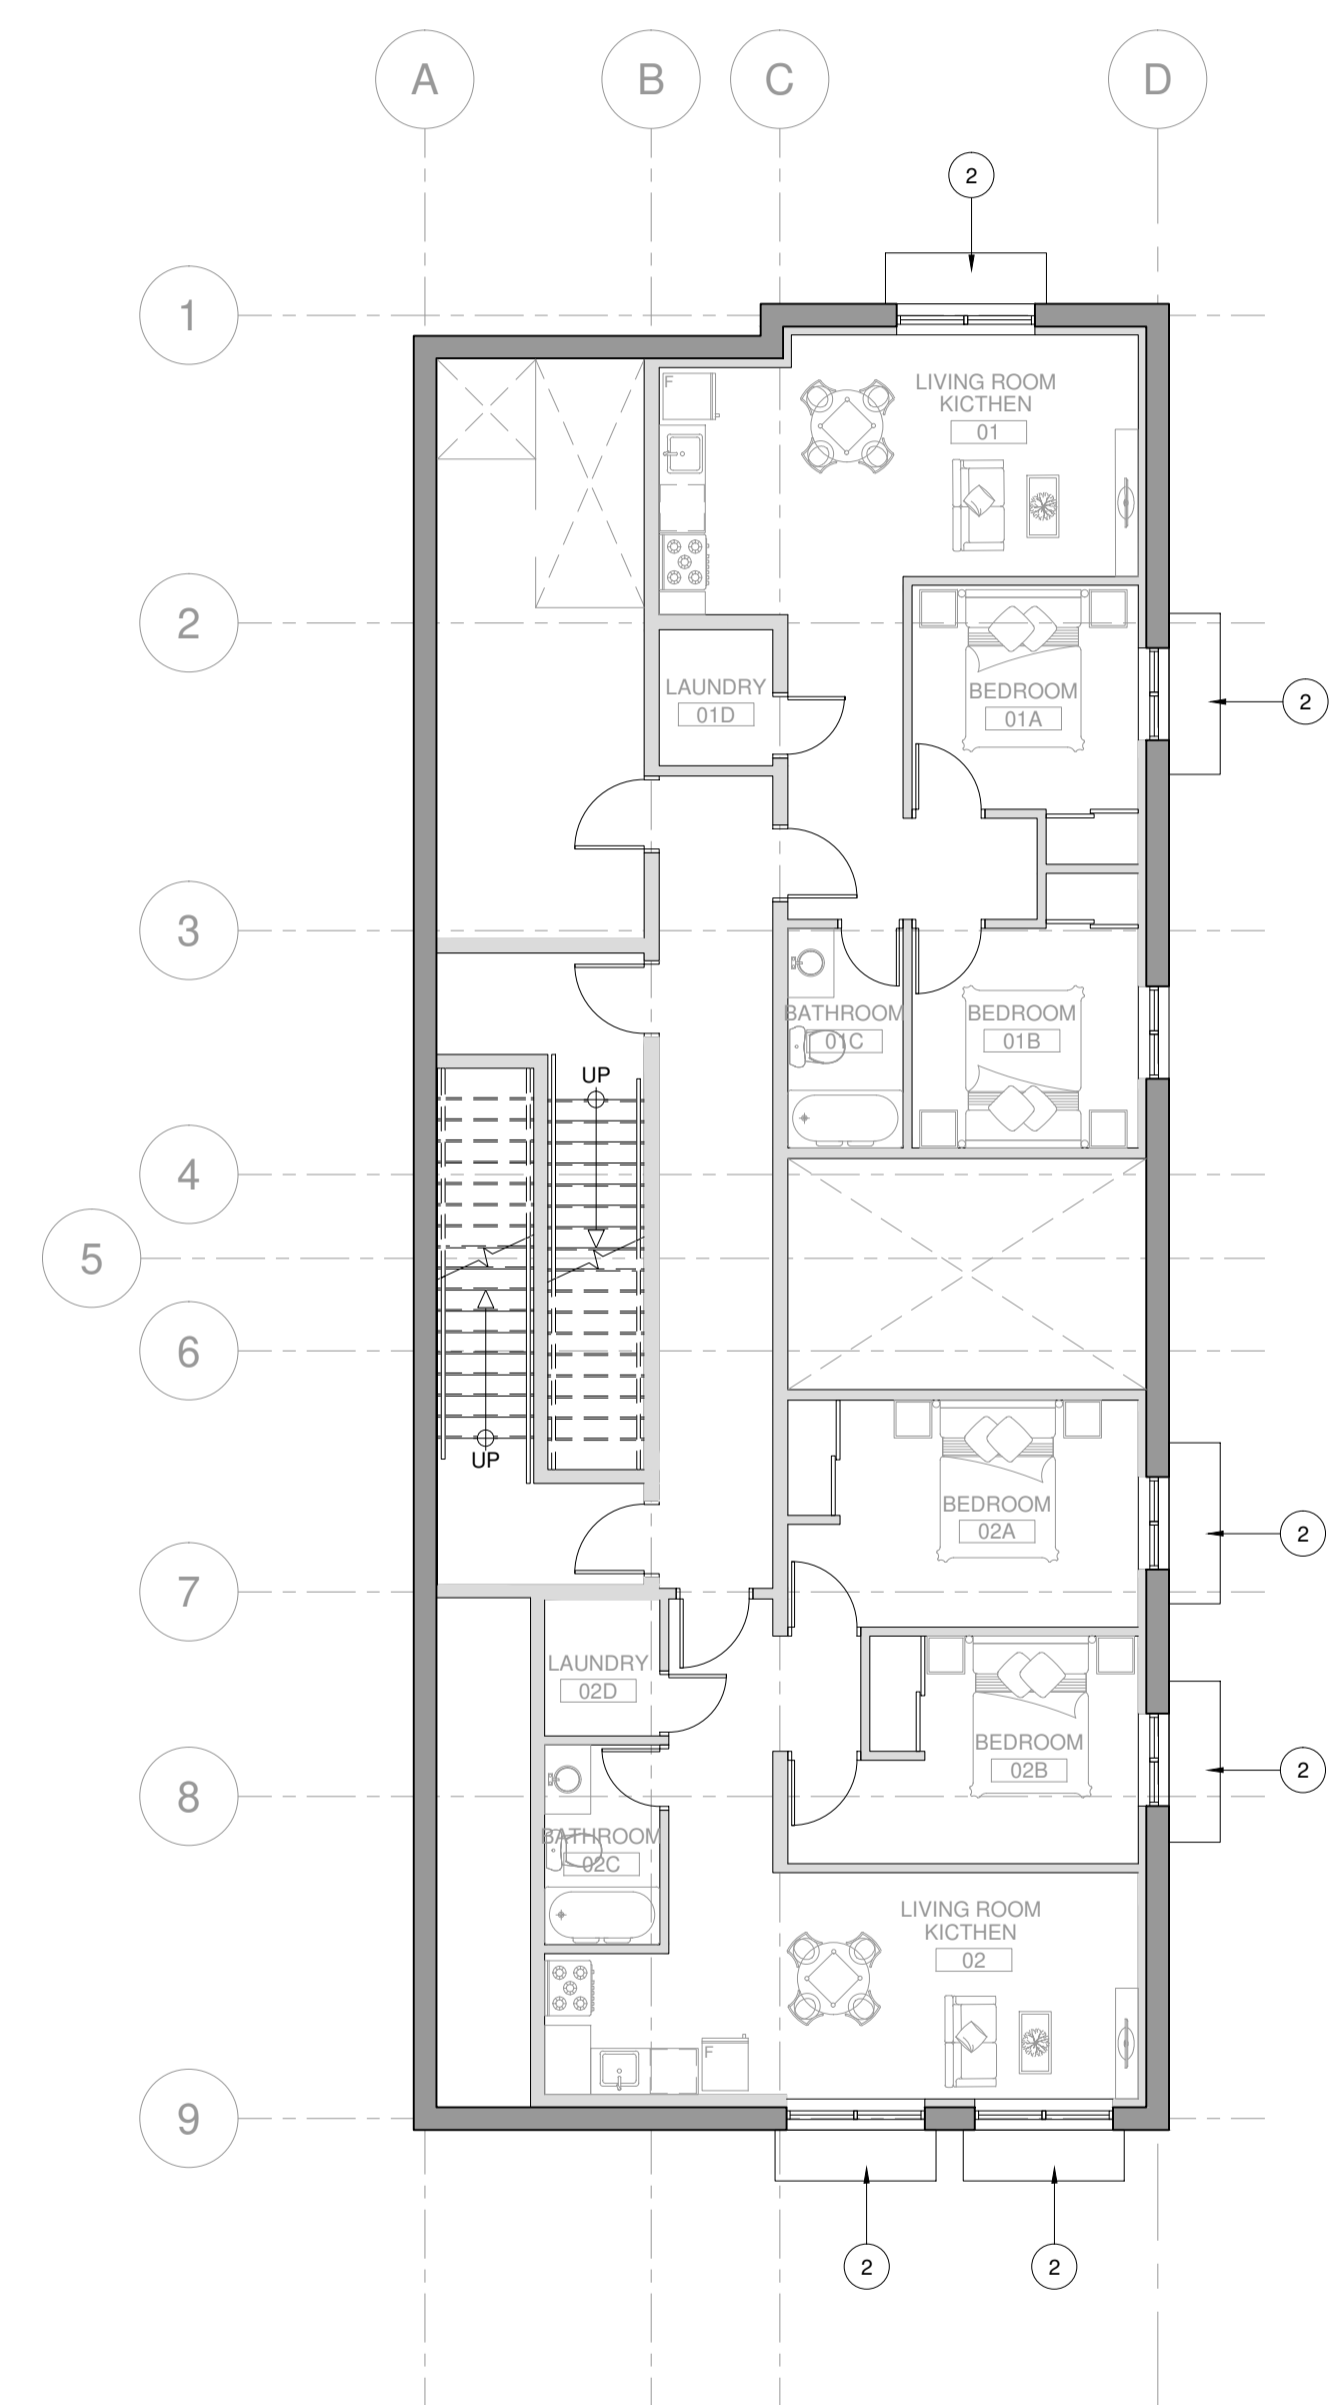 A
B
C
D
2
1
LIVING ROOM
KICTHEN
01
F
2
LAUNDRY
01D
BEDROOM
01A
2
3
BATHROOM
01C
BEDROOM
01B
UP
4
5
6
UP
BEDROOM
02A
2
7
LAUNDRY
02D
BEDROOM
02B
2
8
BATHROOM
02C
LIVING ROOM
KICTHEN
02
F
9
2
2